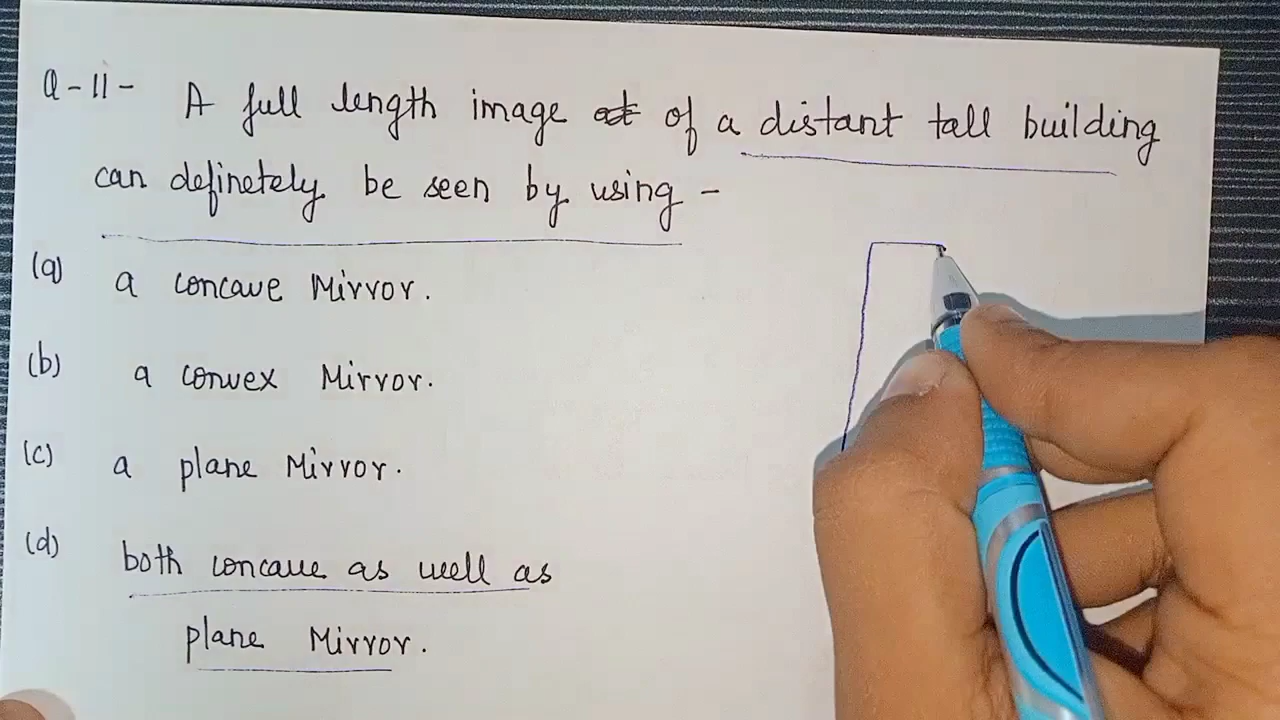 Q-11- A full length image of a distant tall building
can definetely be seen by using -
(a) a concave Mirror.
(b) a convex Mirror.
(c) a plane Mirror.
(d) both concave as well as
plane Mirror.